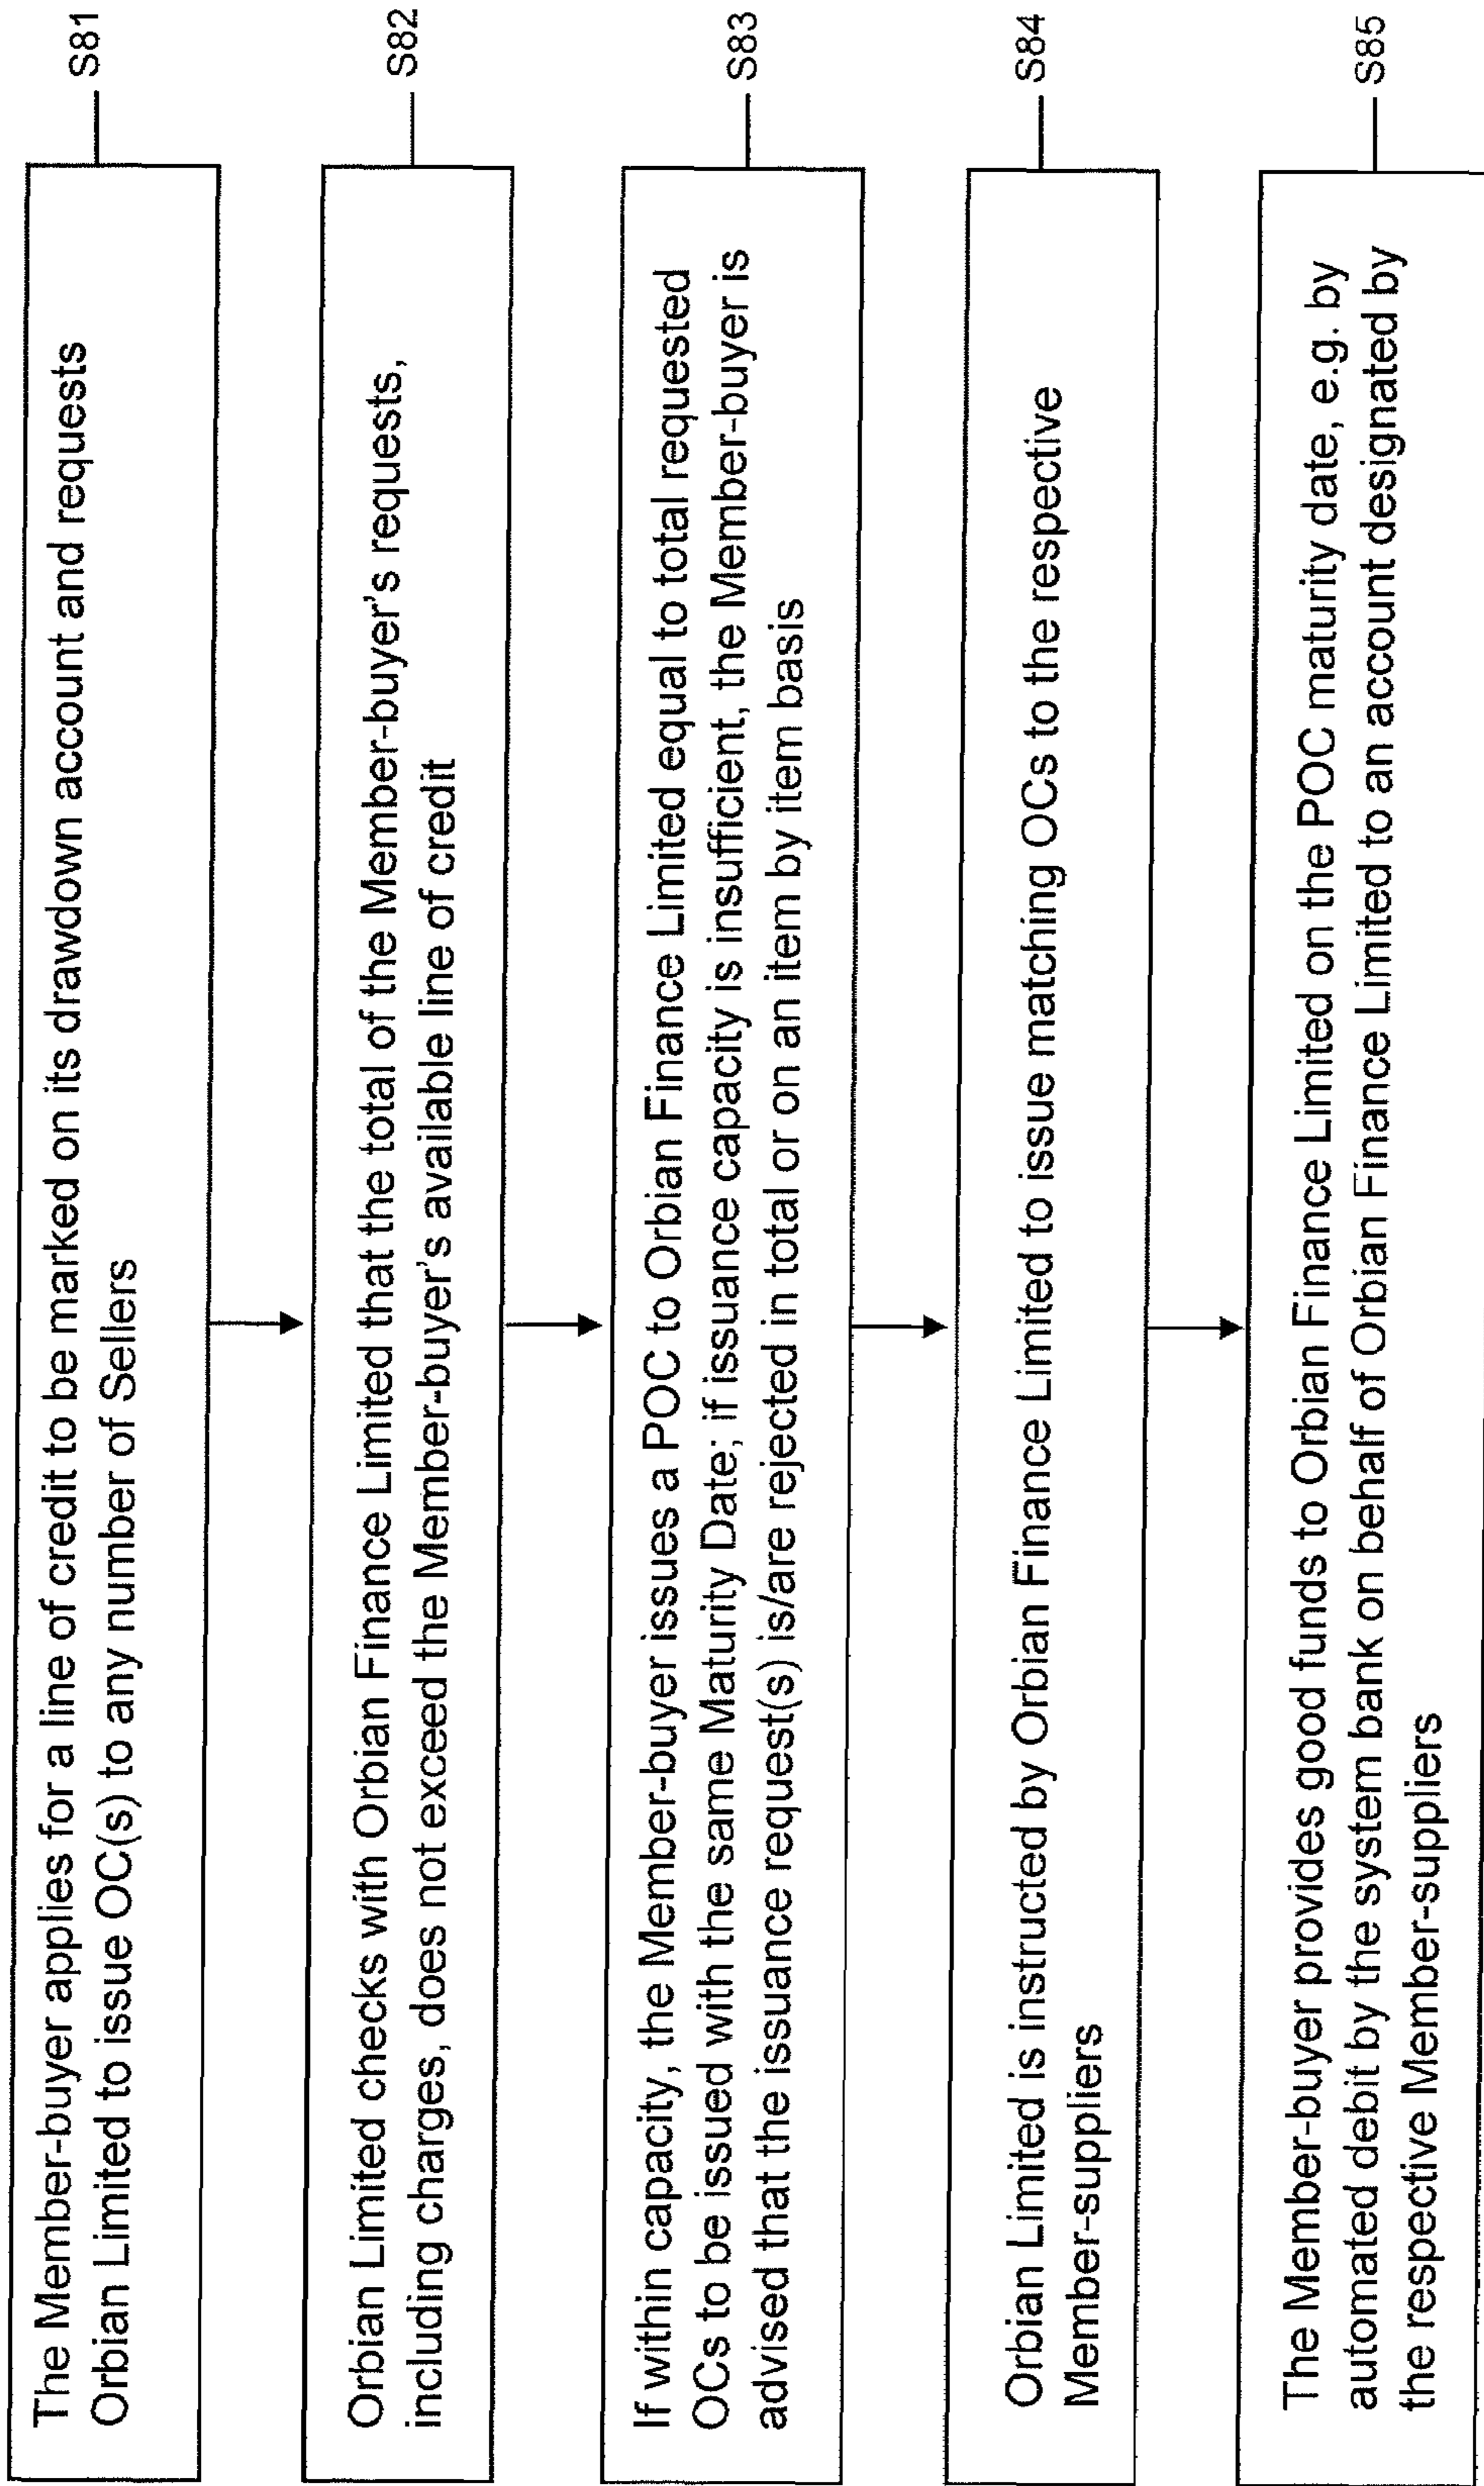 The Member-buyer applies for a line of credit to be marked on its drawdown account and requests
Orbian Limited to issue OC(s) to any number of Sellers
S81
Orbian Limited checks with Orbian Finance Limited that the total of the Member-buyer's requests,
including charges, does not exceed the Member-buyer's available line of credit
S82
If within capacity, the Member-buyer issues a POC to Orbian Finance Limited equal to total requested
OCs to be issued with the same Maturity Date; if issuance capacity is insufficient, the Member-buyer is
advised that the issuance request(s) is/are rejected in total or on an item by item basis
S83
Orbian Limited is instructed by Orbian Finance Limited to issue matching OCs to the respective
Member-suppliers
S84
The Member-buyer provides good funds to Orbian Finance Limited on the POC maturity date, e.g. by
automated debit by the system bank on behalf of Orbian Finance Limited to an account designated by
the respective Member-suppliers
S85